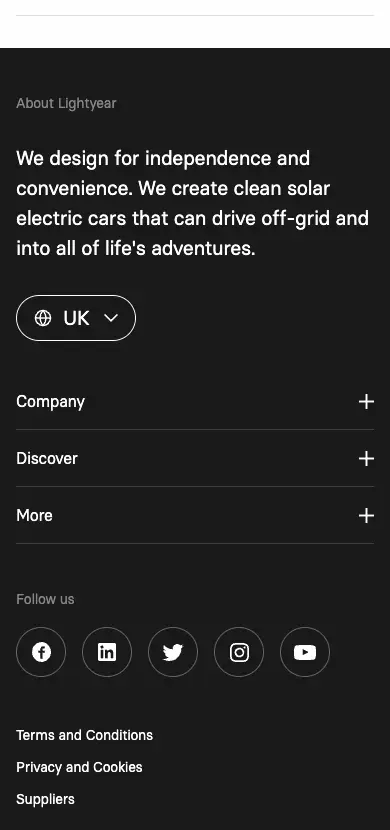 About Lightyear
We design for independence and
convenience. We create clean solar
electric cars that can drive off-grid and
into all of life's adventures.
UK
Company
Discover
More
Follow us
Terms and Conditions
Privacy and Cookies
Suppliers